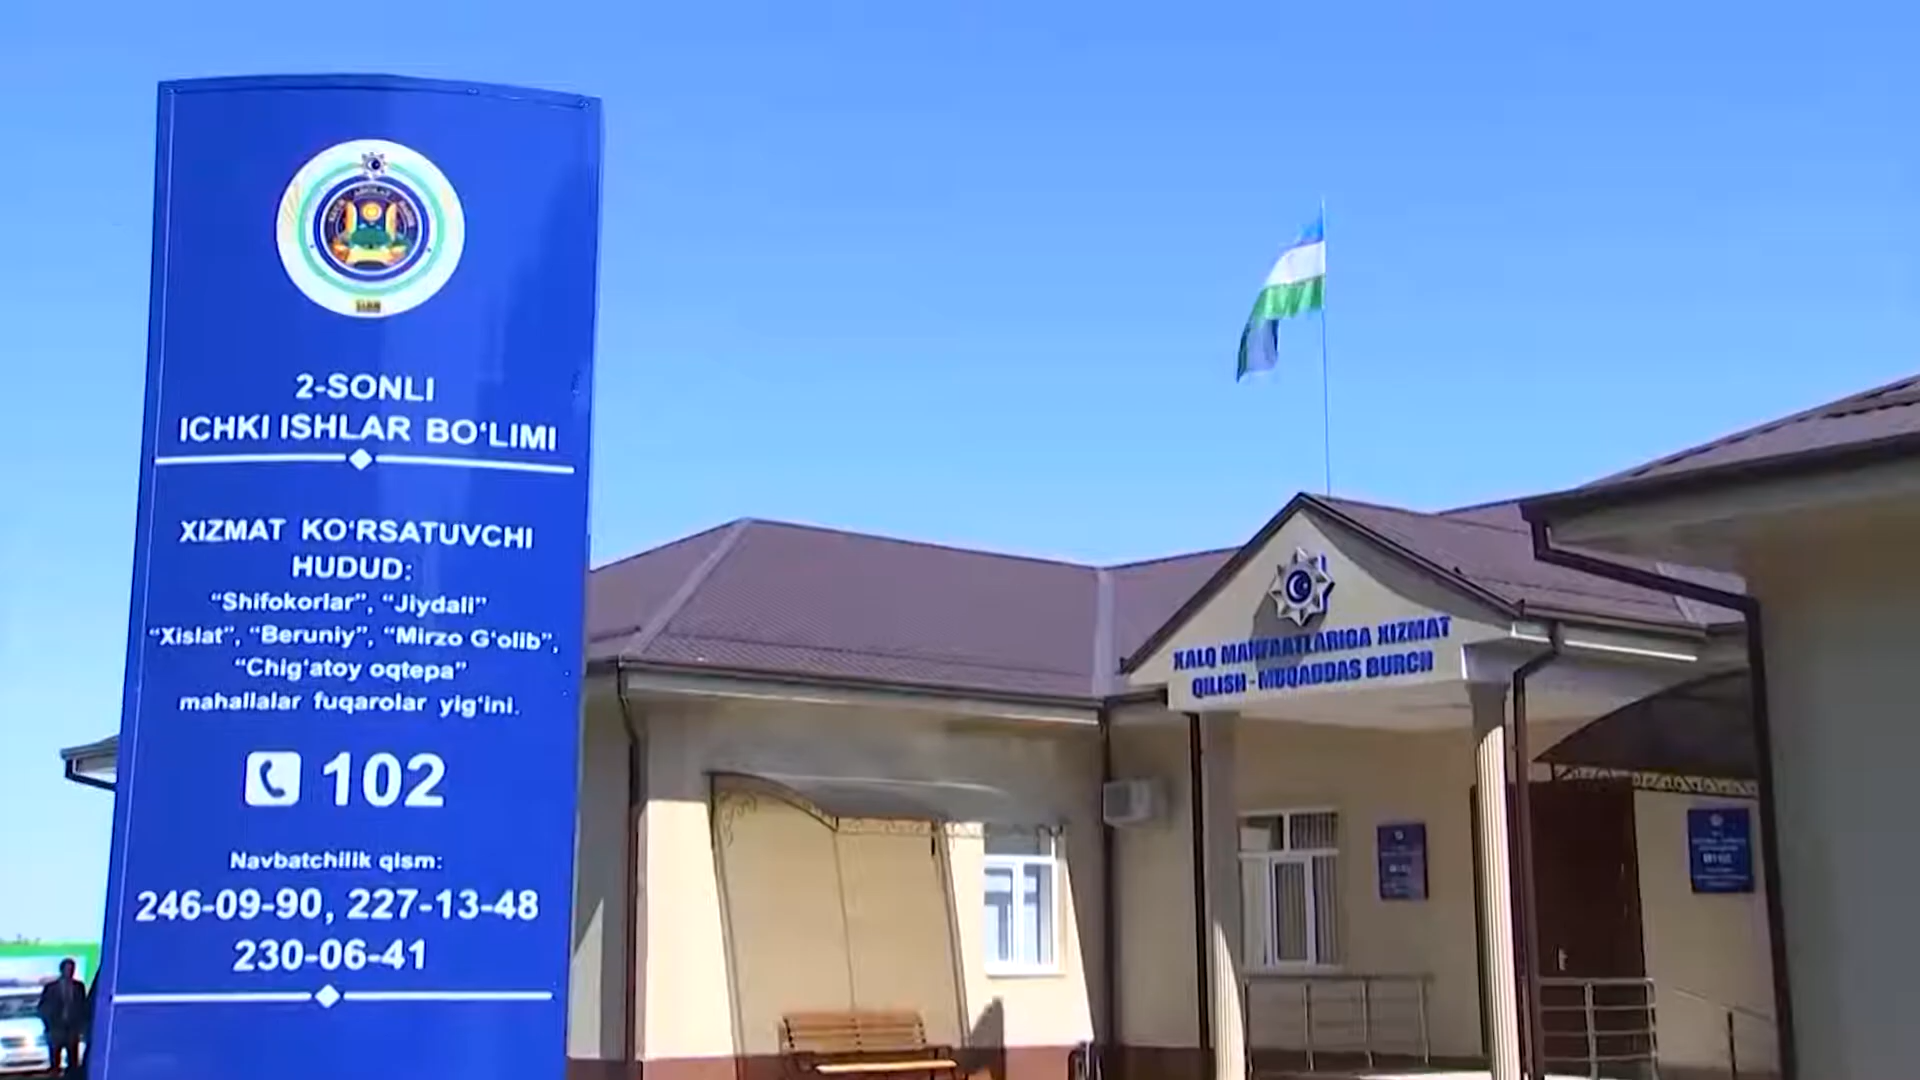 2-SONLI
ICHKI ISHLAR BO‘LIMI
XIZMAT KO‘RSATUVCHI
HUDUD:
“Shifokorlar”, “Jiydali”
“Xislat”, “Beruniy”, “Mirzo G‘olib”,
“Chig‘atoy oqtepa”
mahallalar fuqarolar yig‘ini.
102
Navbatchilik qism:
246-09-90, 227-13-48
230-06-41
XALQ MANFAATLARIGA XIZMAT
QILISH - MUQADDAS BURCH